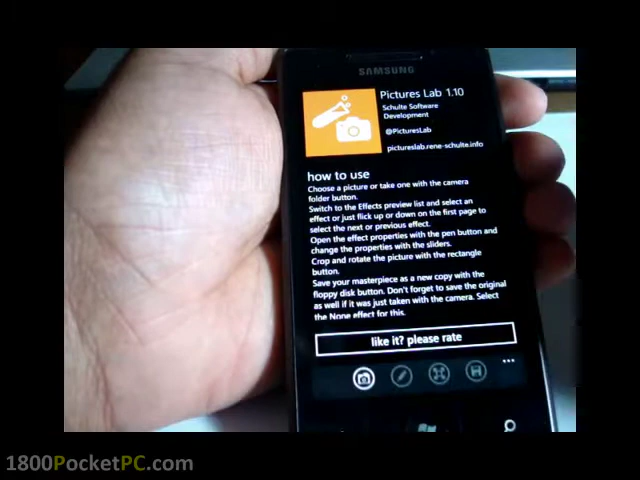 SAMSUNG
Pictures Lab 1.10
Schulte Software
Development
@PicturesLab
pictureslab.rene-schulte.info
how to use
Choose a picture or take one with the camera
folder button.
Switch to the Effects preview list and select an
effect or just flick up or down on the first page to
select the next or previous effect.
Open the effect properties with the pen button and
change the properties with the sliders.
Crop and rotate the picture with the rectangle
button.
Save your masterpiece as a new copy with the
floppy disk button. Don't forget to save the original
as well if it was just taken with the camera. Select
the None effect for this.
like it? please rate
1800PocketPC.com